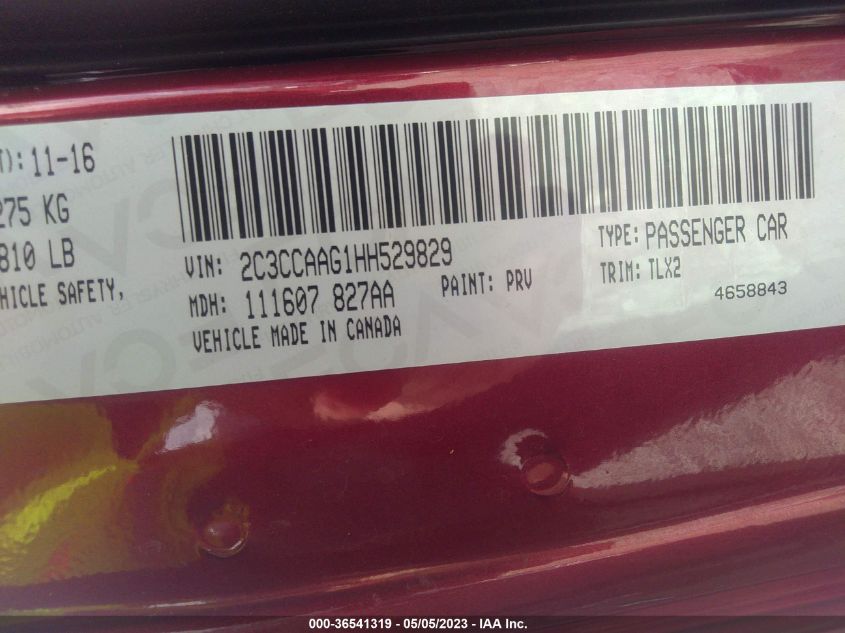 T): 11-16
275 KG
810 LB
HICLE SAFETY,
VIN: 2C3CCAAG1HH529829
MDH: 111607 827AA
VEHICLE MADE IN CANADA
PAINT: PRV
TYPE: PASSENGER CAR
TRIM: TLX2
4658843
000-36541319 - 05/05/2023 - IAA Inc.